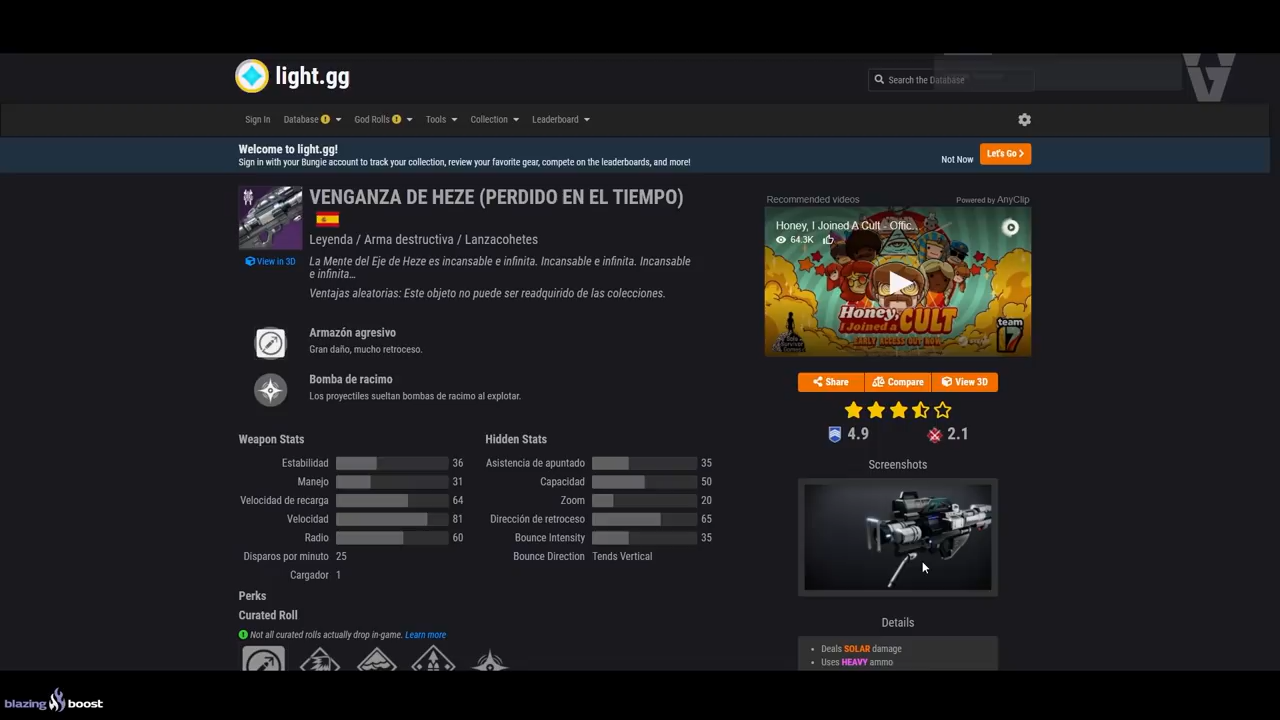 light.gg
Search the Database
Sign In
Database
God Rolls
Tools
Collection
Leaderboard
Welcome to light.gg!
Sign in with your Bungie account to track your collection, review your favorite gear, compete on the leaderboards, and more!
Not Now
Let's Go
VENGANZA DE HEZE (PERDIDO EN EL TIEMPO)
Leyenda / Arma destructiva / Lanzacohetes
View in 3D
La Mente del Eje de Heze es incansable e infinita. Incansable e infinita. Incansable
e infinita…
Ventajas aleatorias: Este objeto no puede ser readquirido de las colecciones.
Armazón agresivo
Gran daño, mucho retroceso.
Bomba de racimo
Los proyectiles sueltan bombas de racimo al explotar.
Weapon Stats
Estabilidad 36
Manejo 31
Velocidad de recarga 64
Velocidad 81
Radio 60
Disparos por minuto 25
Cargador 1
Hidden Stats
Asistencia de apuntado 35
Capacidad 50
Zoom 20
Dirección de retroceso 65
Bounce Intensity 35
Bounce Direction Tends Vertical
Perks
Curated Roll
Not all curated rolls actually drop in-game. Learn more
Recommended videos
Powered by AnyClip
Honey, I Joined A Cult - Offic...
64.3K
Honey,
I Joined a CULT
EARLY ACCESS OUT NOW
team
17
Share
Compare
View 3D
4.9
2.1
Screenshots
Details
Deals SOLAR damage
Uses HEAVY ammo
blazing boost